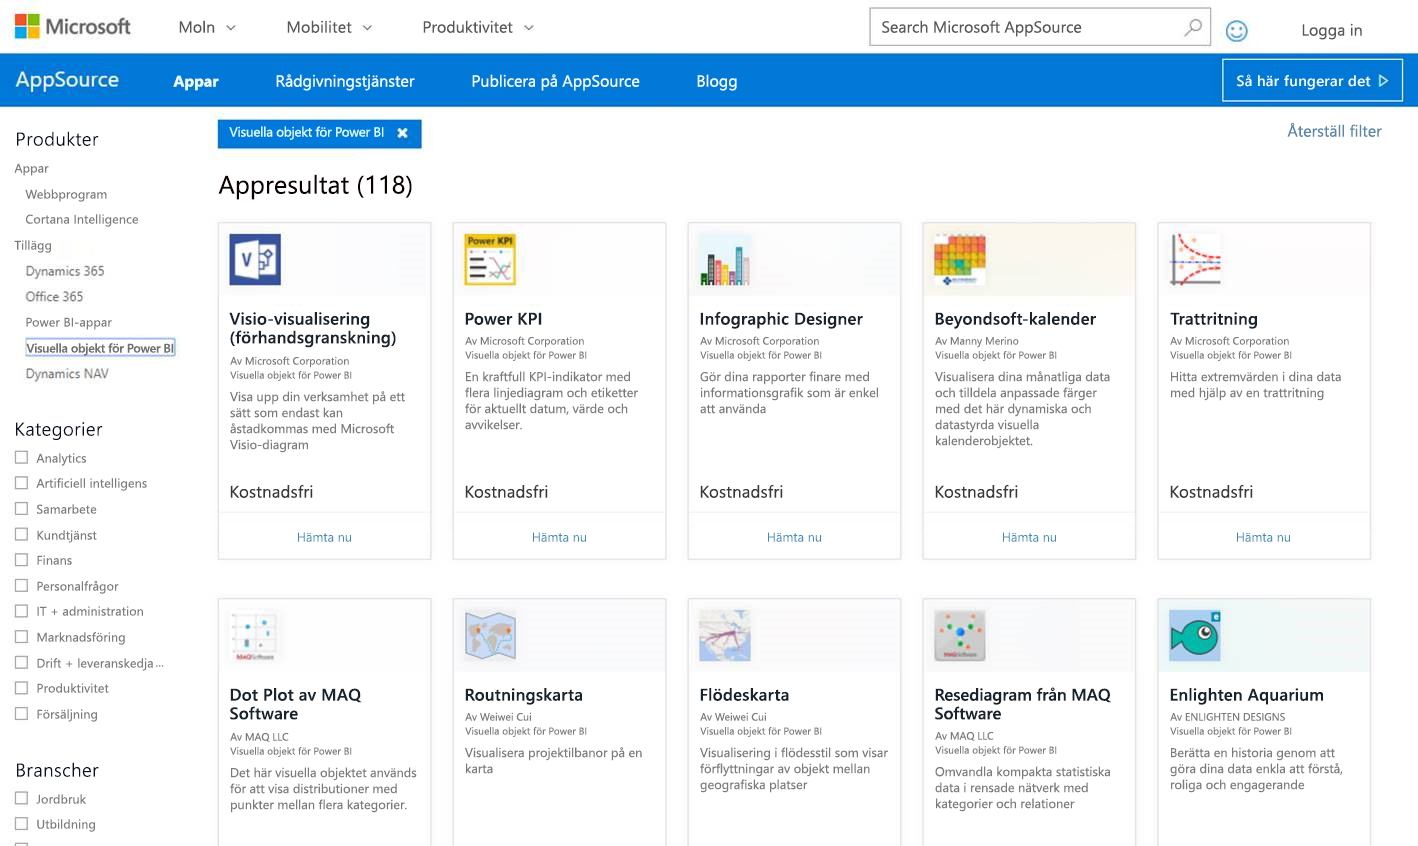 Microsoft
Moln
Mobilitet
Produktivitet
Search Microsoft AppSource
Logga in
AppSource
Appar
Rådgivningstjänster
Publicera på AppSource
Blogg
Så här fungerar det
Produkter
Appar
Webbprogram
Cortana Intelligence
Tillägg
Dynamics 365
Office 365
Power BI-appar
Visuella objekt för Power BI
Dynamics NAV
Kategorier
Analytics
Artificiell intelligens
Samarbete
Kundtjänst
Finans
Personalfrågor
IT + administration
Marknadsföring
Drift + leveranskedja...
Produktivitet
Försäljning
Branscher
Jordbruk
Utbildning
Visuella objekt för Power BI
Återställ filter
Appresultat (118)
Visio-visualisering
(förhandsgranskning)
Av Microsoft Corporation
Visuella objekt för Power BI
Visa upp din verksamhet på ett
sätt som endast kan
åstadkommas med Microsoft
Visio-diagram
Kostnadsfri
Hämta nu
Power KPI
Power KPI
Av Microsoft Corporation
Visuella objekt för Power BI
En kraftfull KPI-indikator med
flera linjediagram och etiketter
för aktuellt datum, värde och
avvikelser.
Kostnadsfri
Hämta nu
Infographic Designer
Av Microsoft Corporation
Visuella objekt för Power BI
Gör dina rapporter finare med
informationsgrafik som är enkel
att använda
Kostnadsfri
Hämta nu
Beyondsoft-kalender
Av Manny Merino
Visuella objekt för Power BI
Visualisera dina månatliga data
och tilldela anpassade färger
med det här dynamiska och
datastyrda visuella
kalenderobjektet.
Kostnadsfri
Hämta nu
Trattritning
Av Microsoft Corporation
Visuella objekt för Power BI
Hitta extremvärden i dina data
med hjälp av en trattritning
Kostnadsfri
Hämta nu
MAQSoftware
Dot Plot av MAQ
Software
Av MAQ LLC
Visuella objekt för Power BI
Det här visuella objektet används
för att visa distributioner med
punkter mellan flera kategorier.
Routningskarta
Av Weiwei Cui
Visuella objekt för Power BI
Visualisera projektilbanor på en
karta
Flödeskarta
Av Weiwei Cui
Visuella objekt för Power BI
Visualisering i flödesstil som visar
förflyttningar av objekt mellan
geografiska platser
MAQSoftware
Resediagram från MAQ
Software
Av MAQ LLC
Visuella objekt för Power BI
Omvandla kompakta statistiska
data i rensade nätverk med
kategorier och relationer
Enlighten Aquarium
Av ENLIGHTEN DESIGNS
Visuella objekt för Power BI
Berätta en historia genom att
göra dina data enkla att förstå,
roliga och engagerande